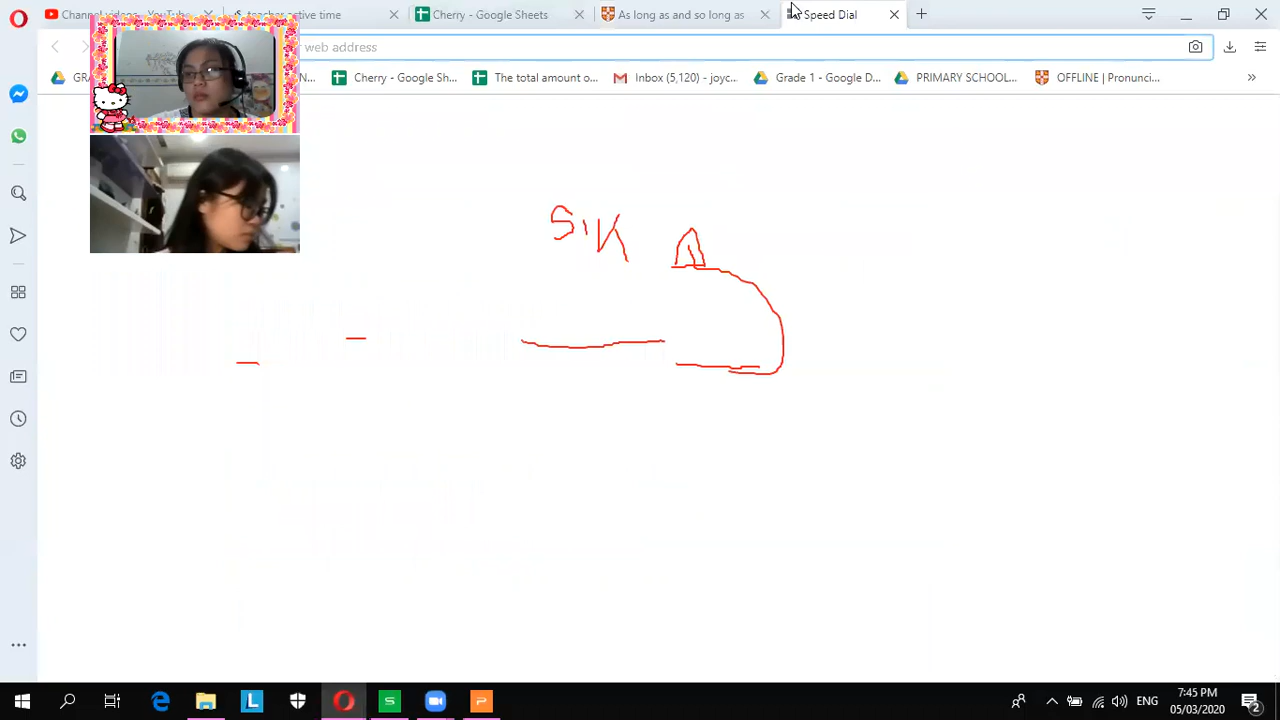 Channel videos - YouTube
teacher active time
Cherry - Google Sheets
As long as and so long as
Speed Dial
web address
Cherry - Google Sh...
The total amount o...
Inbox (5,120) - joyc...
Grade 1 - Google D...
PRIMARY SCHOOL...
OFFLINE | Pronunci...
»
SIK
ENG
7:45 PM
05/03/2020
2